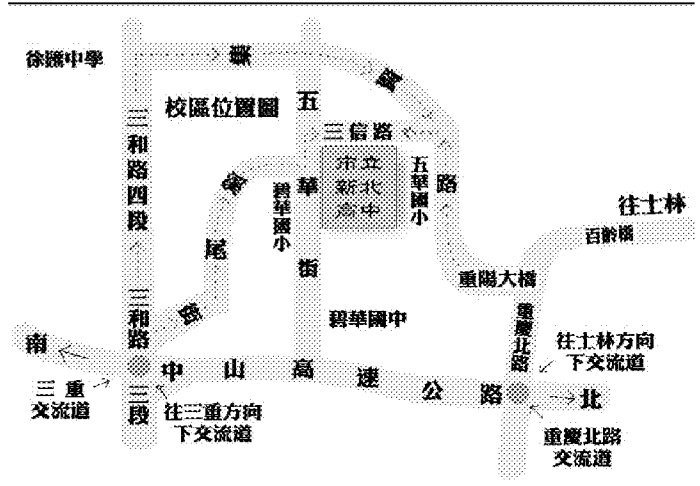 徐匯中學
校區位置圖
集賢路
三和路四段
五華街
三信路
市立
新北
高中
五華國小
碧華國小
溪尾街
往士林
百齡橋
重陽大橋
重慶北路
碧華國中
三和路
三段
南
三重
交流道
中山高速公路
往三重方向
下交流道
往士林方向
下交流道
北
重慶北路
交流道